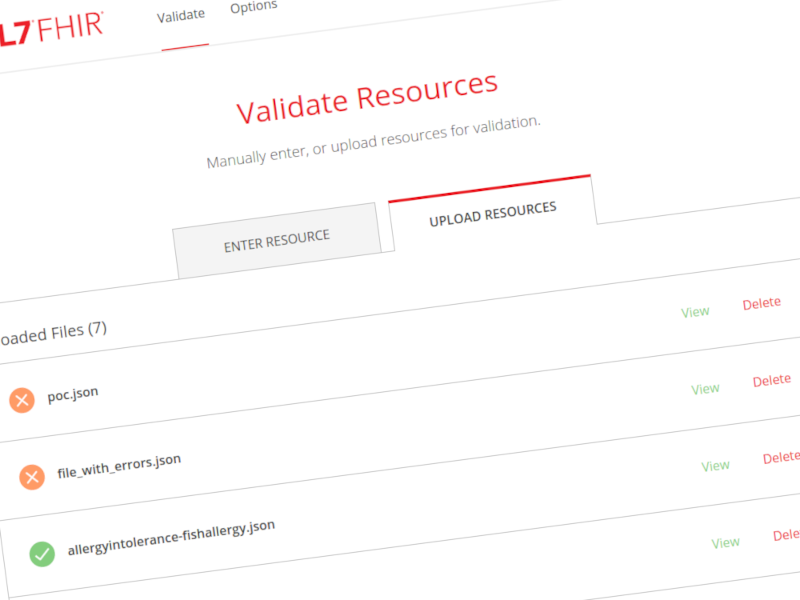 L7 FHIR
Validate Options
Validate Resources
Manually enter, or upload resources for validation.
ENTER RESOURCE
UPLOAD RESOURCES
oaded Files (7)
View Delete
poc.json
View Delete
file_with_errors.json
View Delete
allergyintolerance-fishallergy.json
View Dele